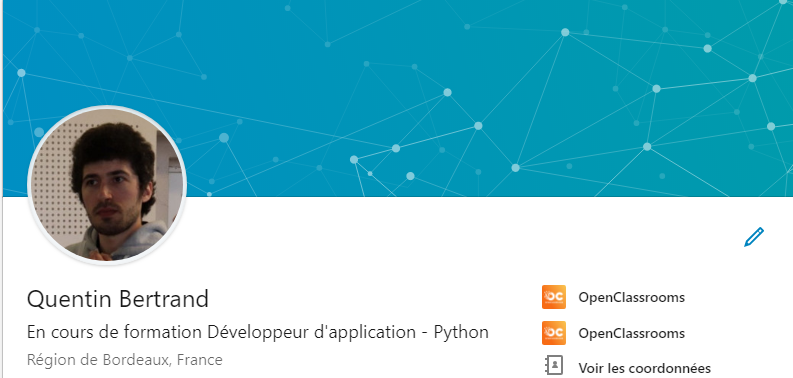 Quentin Bertrand
En cours de formation Développeur d'application - Python
Région de Bordeaux, France
OC OpenClassrooms
OC OpenClassrooms
Voir les coordonnées